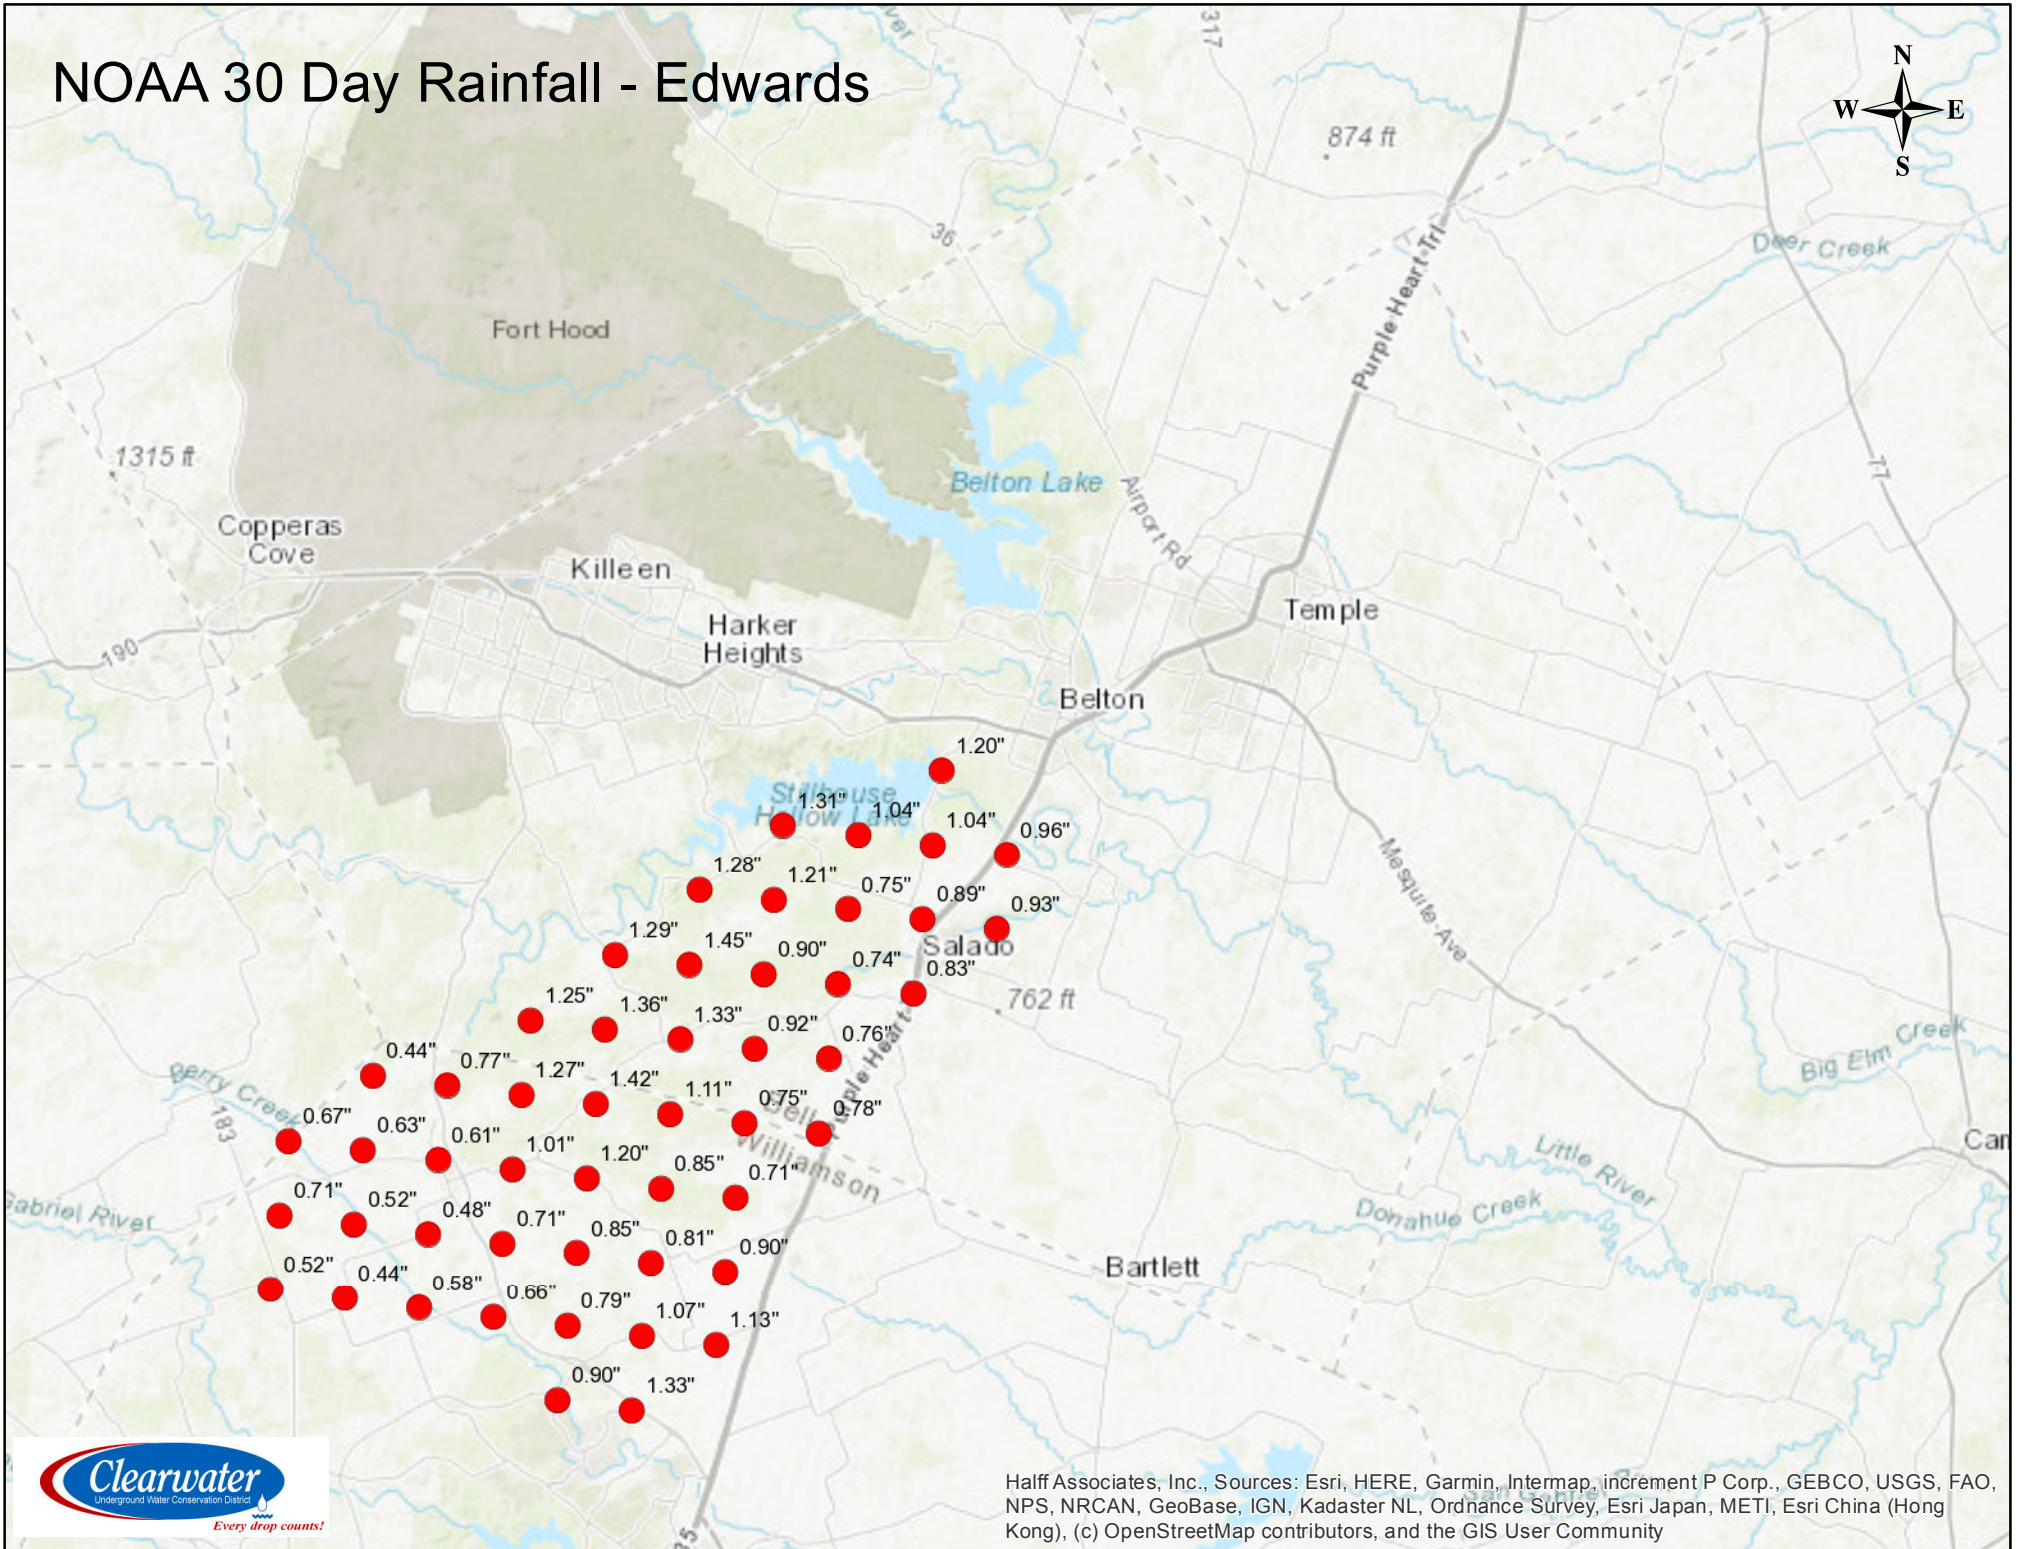 NOAA 30 Day Rainfall - Edwards
N
W E
S
317
874 ft
36
Deer Creek
Purple Heart Trl
Fort Hood
1315 ft
77
Belton Lake
Airport Rd
Copperas
Cove
Killeen
Temple
Harker
Heights
190
Belton
1.20"
Stillhouse
Hollow Lake
1.31"
1.04"
1.04"
0.96"
Mesquite Ave
1.28"
1.21"
0.75"
0.89"
0.93"
1.29"
1.45"
0.90"
0.74"
Salado
0.83"
762 ft
1.25"
1.36"
1.33"
0.92"
0.76"
Purple Heart
Big Elm Creek
0.44"
0.77"
1.27"
1.42"
1.11"
0.75"
0.78"
Berry Creek
183
Bell
Williamson
0.67"
0.63"
0.61"
1.01"
1.20"
0.85"
0.71"
Little River
Donahue Creek
Gabriel River
0.71"
0.52"
0.48"
0.71"
0.85"
0.81"
0.90"
Bartlett
0.52"
0.44"
0.58"
0.66"
0.79"
1.07"
1.13"
0.90"
1.33"
35
Clearwater
Underground Water Conservation District
Every drop counts!
Halff Associates, Inc., Sources: Esri, HERE, Garmin, Intermap, increment P Corp., GEBCO, USGS, FAO,
NPS, NRCAN, GeoBase, IGN, Kadaster NL, Ordnance Survey, Esri Japan, METI, Esri China (Hong
Kong), (c) OpenStreetMap contributors, and the GIS User Community